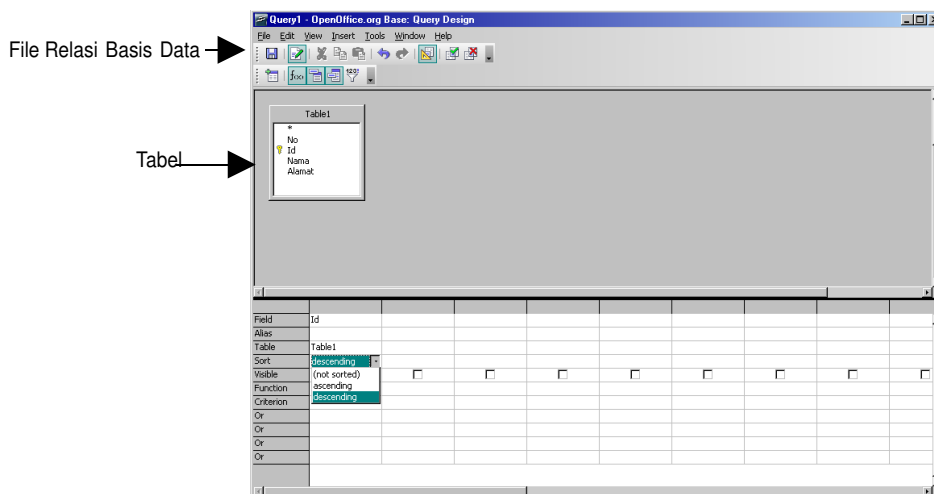 Query1 - OpenOffice.org Base: Query Design
File Edit View Insert Tools Window Help
File Relasi Basis Data
Table1
*
No
Id
Nama
Alamat
Tabel
Field Id
Alias
Table Table1
Sort descending
Visible (not sorted)
Function ascending
Criterion descending
Or
Or
Or
Or